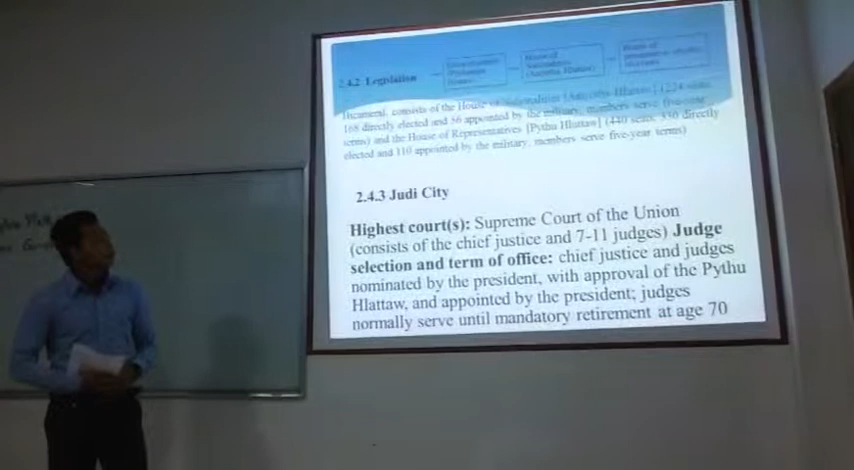 2.4.2 Legislation
Bicameral, consists of the House of Nationalities [Amyotha Hluttaw] (224 seats,
168 directly elected and 56 appointed by the military, members serve five-year
terms) and the House of Representatives [Pythu Hluttaw] (440 seats, 330 directly
elected and 110 appointed by the military, members serve five-year terms)
2.4.3 Judi City
Highest court(s): Supreme Court of the Union
(consists of the chief justice and 7-11 judges) Judge
selection and term of office: chief justice and judges
nominated by the president, with approval of the Pythu
Hlattaw, and appointed by the president; judges
normally serve until mandatory retirement at age 70